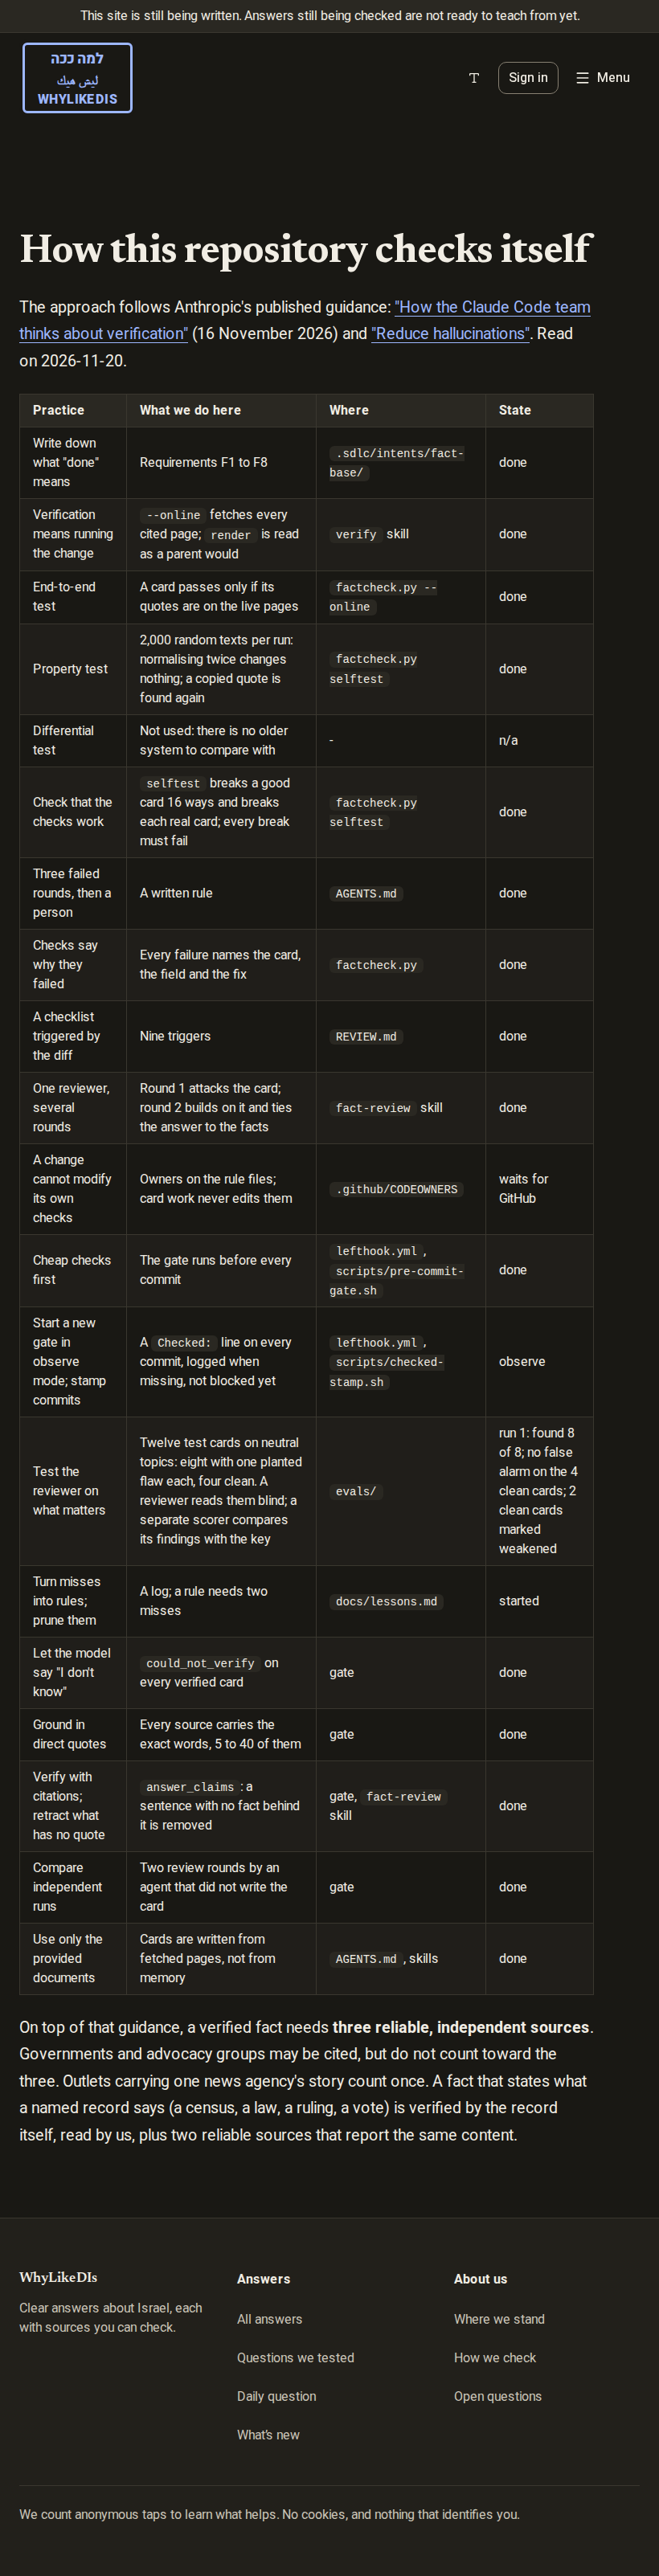 This site is still being written. Answers still being checked are not ready to teach from yet.
למה ככה
ليش هيك
WHYLIKEDIS
T
Sign in
Menu
How this repository checks itself
The approach follows Anthropic's published guidance: "How the Claude Code team
thinks about verification" (16 November 2026) and "Reduce hallucinations". Read
on 2026-11-20.
Practice
What we do here
Where
State
Write down
what "done"
means
Requirements F1 to F8
.sdlc/intents/fact-
base/
done
Verification
means running
the change
--online fetches every
cited page; render is read
as a parent would
verify skill
done
End-to-end
test
A card passes only if its
quotes are on the live pages
factcheck.py --
online
done
Property test
2,000 random texts per run:
normalising twice changes
nothing; a copied quote is
found again
factcheck.py
selftest
done
Differential
test
Not used: there is no older
system to compare with
-
n/a
Check that the
checks work
selftest breaks a good
card 16 ways and breaks
each real card; every break
must fail
factcheck.py
selftest
done
Three failed
rounds, then a
person
A written rule
AGENTS.md
done
Checks say
why they
failed
Every failure names the card,
the field and the fix
factcheck.py
done
A checklist
triggered by
the diff
Nine triggers
REVIEW.md
done
One reviewer,
several
rounds
Round 1 attacks the card;
round 2 builds on it and ties
the answer to the facts
fact-review skill
done
A change
cannot modify
its own
checks
Owners on the rule files;
card work never edits them
.github/CODEOWNERS
waits for
GitHub
Cheap checks
first
The gate runs before every
commit
lefthook.yml,
scripts/pre-commit-
gate.sh
done
Start a new
gate in
observe
mode; stamp
commits
A Checked: line on every
commit, logged when
missing, not blocked yet
lefthook.yml,
scripts/checked-
stamp.sh
observe
Test the
reviewer on
what matters
Twelve test cards on neutral
topics: eight with one planted
flaw each, four clean. A
reviewer reads them blind; a
separate scorer compares
its findings with the key
evals/
run 1: found 8
of 8; no false
alarm on the 4
clean cards; 2
clean cards
marked
weakened
Turn misses
into rules;
prune them
A log; a rule needs two
misses
docs/lessons.md
started
Let the model
say "I don't
know"
could_not_verify on
every verified card
gate
done
Ground in
direct quotes
Every source carries the
exact words, 5 to 40 of them
gate
done
Verify with
citations;
retract what
has no quote
answer_claims: a
sentence with no fact behind
it is removed
gate, fact-review
skill
done
Compare
independent
runs
Two review rounds by an
agent that did not write the
card
gate
done
Use only the
provided
documents
Cards are written from
fetched pages, not from
memory
AGENTS.md, skills
done
On top of that guidance, a verified fact needs three reliable, independent sources.
Governments and advocacy groups may be cited, but do not count toward the
three. Outlets carrying one news agency's story count once. A fact that states what
a named record says (a census, a law, a ruling, a vote) is verified by the record
itself, read by us, plus two reliable sources that report the same content.
WhyLikeDIs
Clear answers about Israel, each
with sources you can check.
Answers
All answers
Questions we tested
Daily question
What's new
About us
Where we stand
How we check
Open questions
We count anonymous taps to learn what helps. No cookies, and nothing that identifies you.